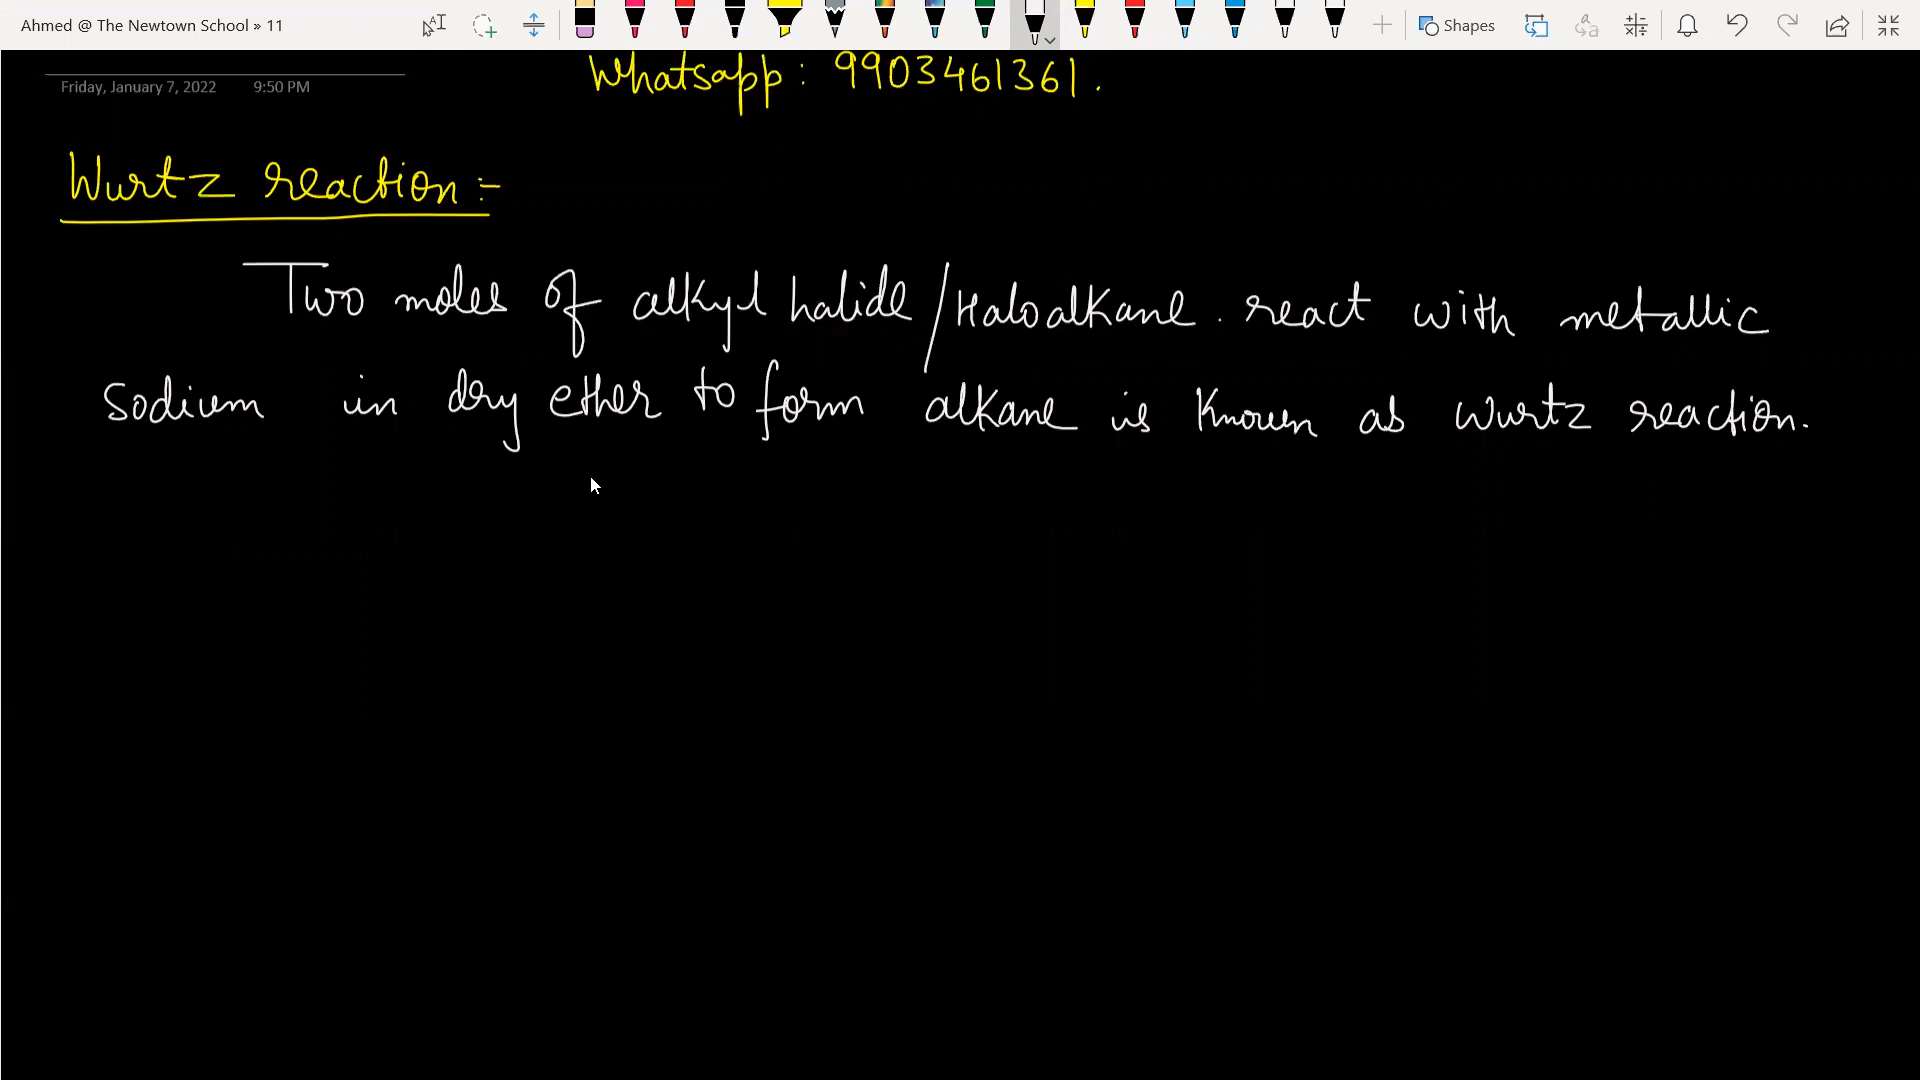 Ahmed @ The Newtown School » 11
Shapes
Whatsapp : 9903461361.
Friday, January 7, 2022 9:50 PM
Wurtz reaction :-
Two moles of alkyl halide / Haloalkane . react with metallic
sodium in dry ether to form alkane is known as Wurtz reaction.